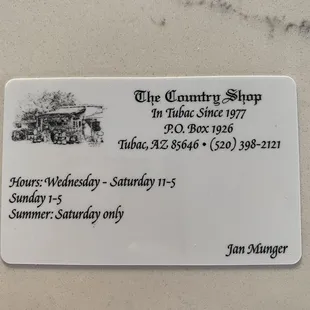 The Country Shop
In Tubac Since 1977
P.O. Box 1926
Tubac, AZ 85646 • (520) 398-2121
Hours: Wednesday - Saturday 11-5
Sunday 1-5
Summer: Saturday only
Jan Munger